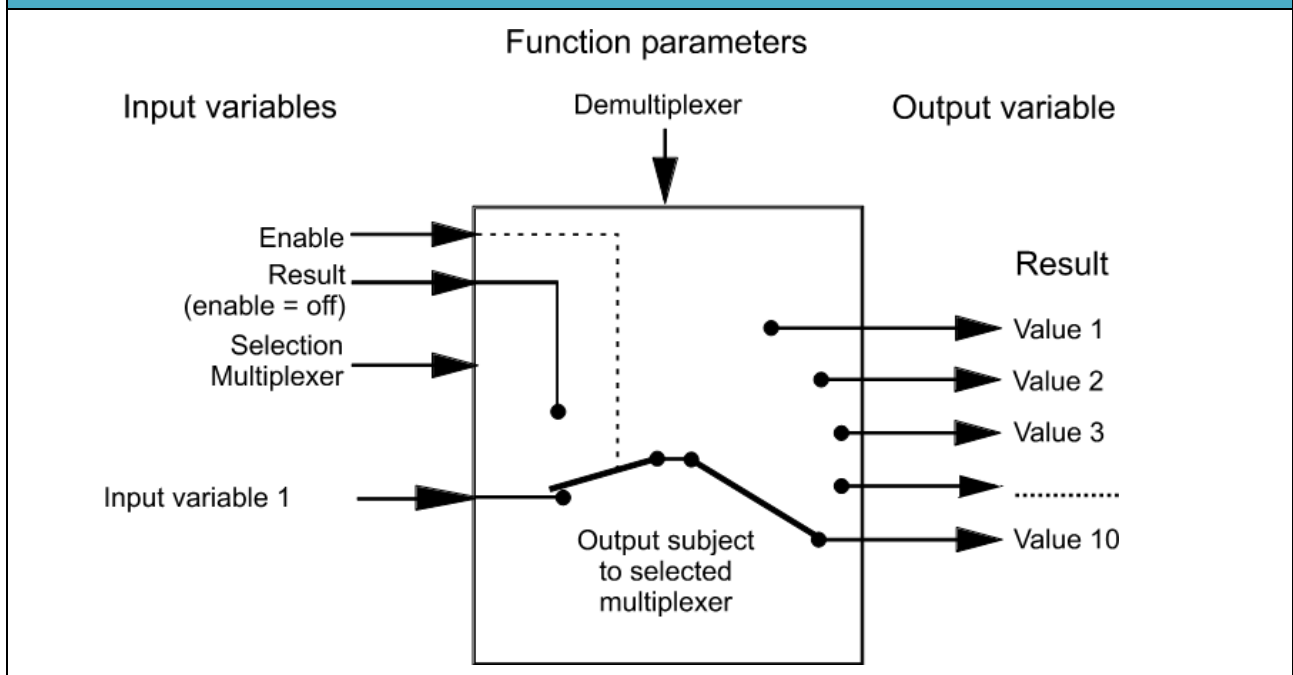 Function parameters
Input variables
Demultiplexer
Output variable
Enable
Result
(enable = off)
Selection
Multiplexer
Input variable 1
Output subject
to selected
multiplexer
Result
Value 1
Value 2
Value 3
................
Value 10